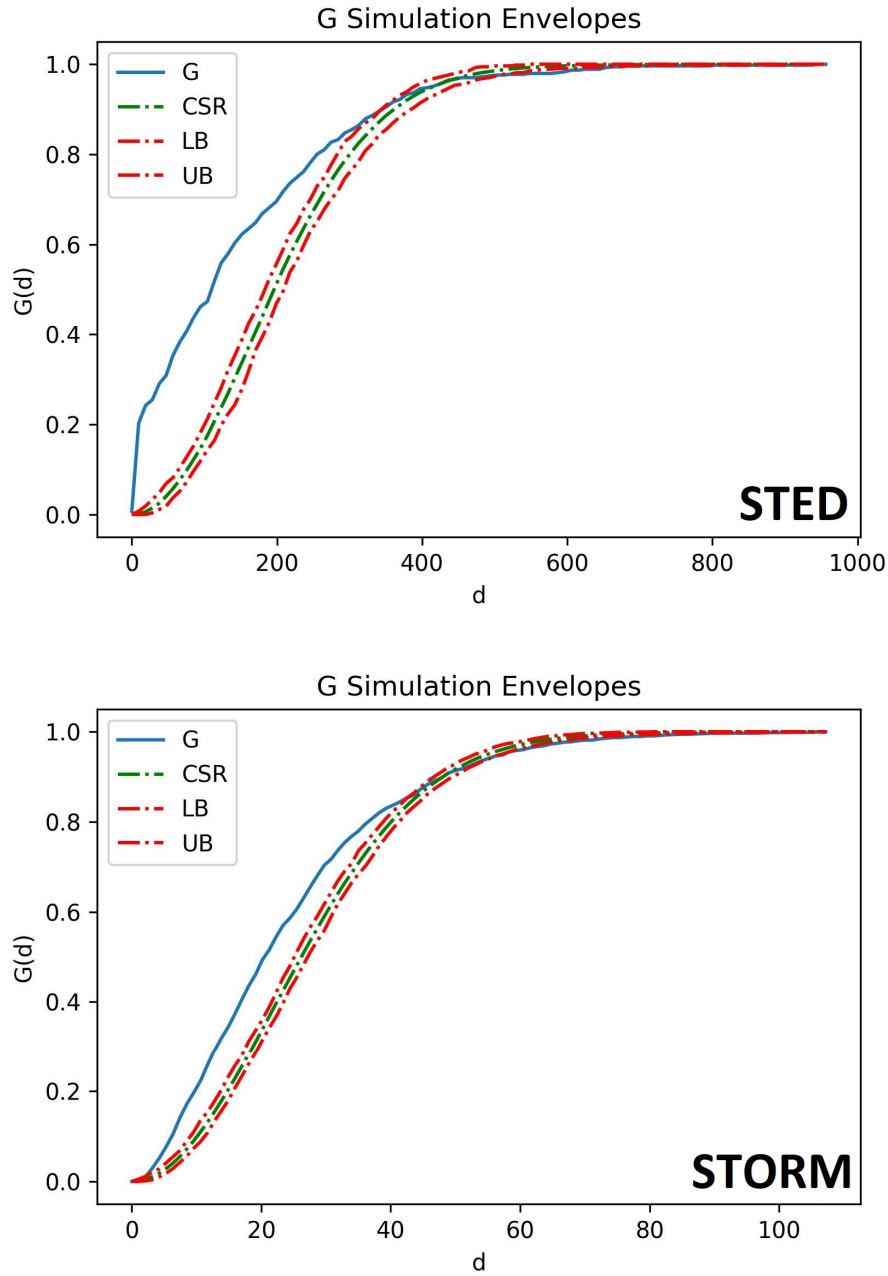 G Simulation Envelopes
G
CSR
LB
UB
1.0
0.8
0.6
0.4
0.2
0.0
G(d)
STED
0 200 400 600 800 1000
d
G Simulation Envelopes
G
CSR
LB
UB
1.0
0.8
0.6
0.4
0.2
0.0
G(d)
STORM
0 20 40 60 80 100
d